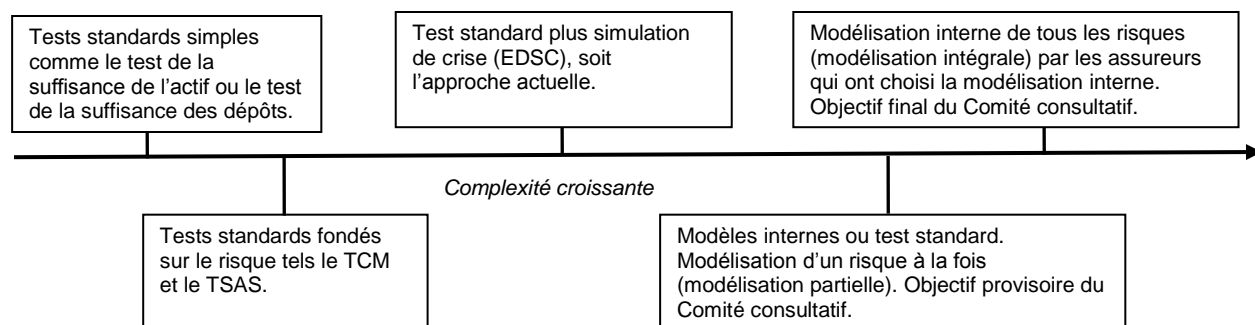 Tests standards simples
comme le test de la
suffisance de l'actif ou le test
de la suffisance des dépôts.
Test standard plus simulation
de crise (EDSC), soit
l'approche actuelle.
Modélisation interne de tous les risques
(modélisation intégrale) par les assureurs
qui ont choisi la modélisation interne.
Objectif final du Comité consultatif.
Complexité croissante
Tests standards fondés
sur le risque tels le TCM
et le TSAS.
Modèles internes ou test standard.
Modélisation d'un risque à la fois
(modélisation partielle). Objectif provisoire du
Comité consultatif.